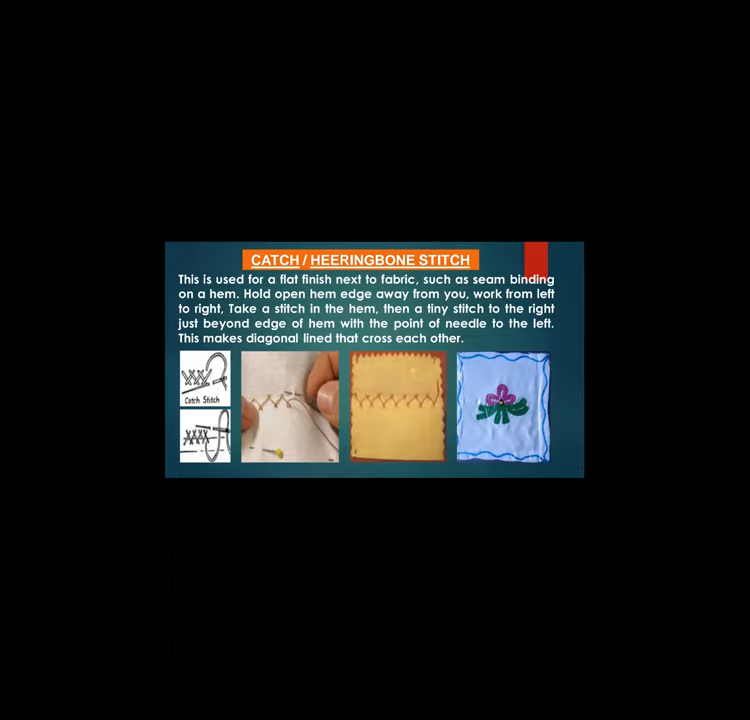 CATCH / HEERINGBONE STITCH
This is used for a flat finish next to fabric, such as seam binding
on a hem. Hold open hem edge away from you, work from left
to right, Take a stitch in the hem, then a tiny stitch to the right
just beyond edge of hem with the point of needle to the left.
This makes diagonal lined that cross each other.
Catch Stitch